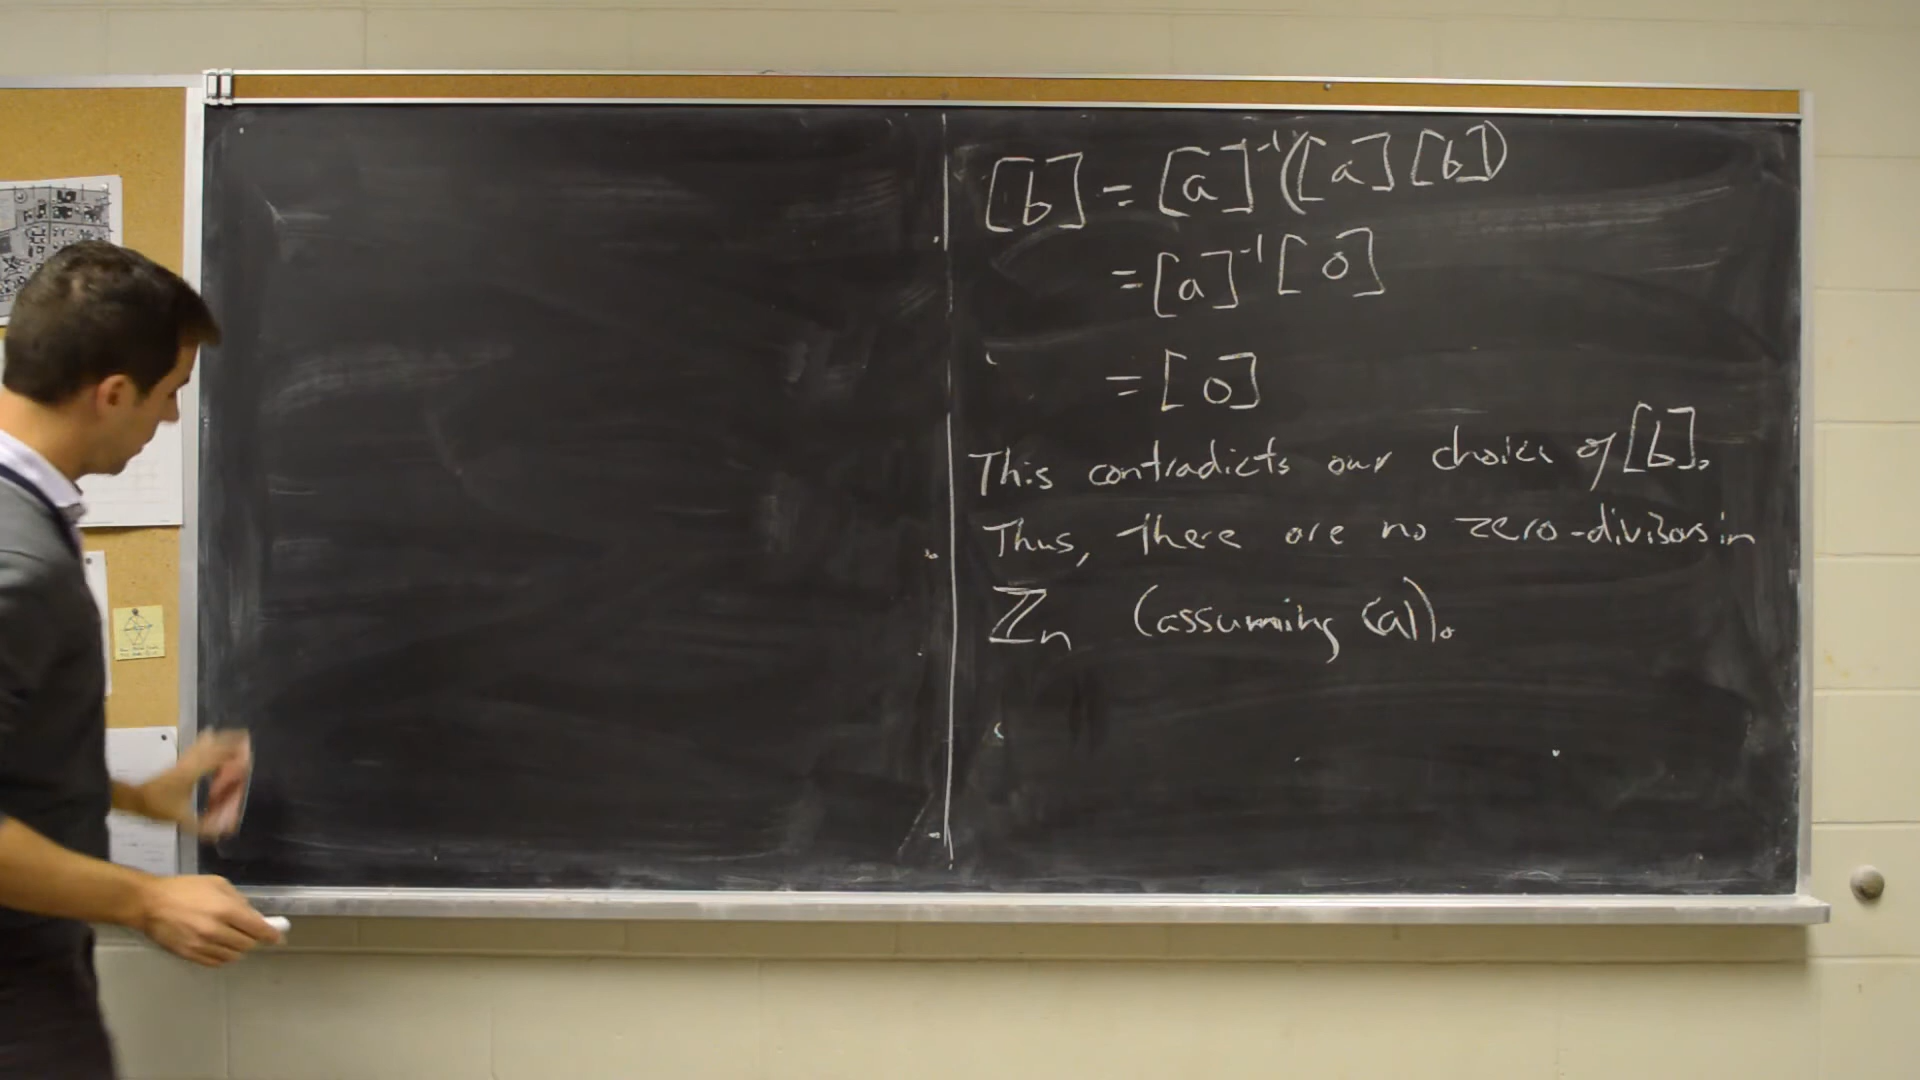 [b] = [a]⁻¹([a][b])
= [a]⁻¹[0]
= [0]
This contradicts our choice of [b].
Thus, there are no zero-divisors in
ℤn (assuming (a)).